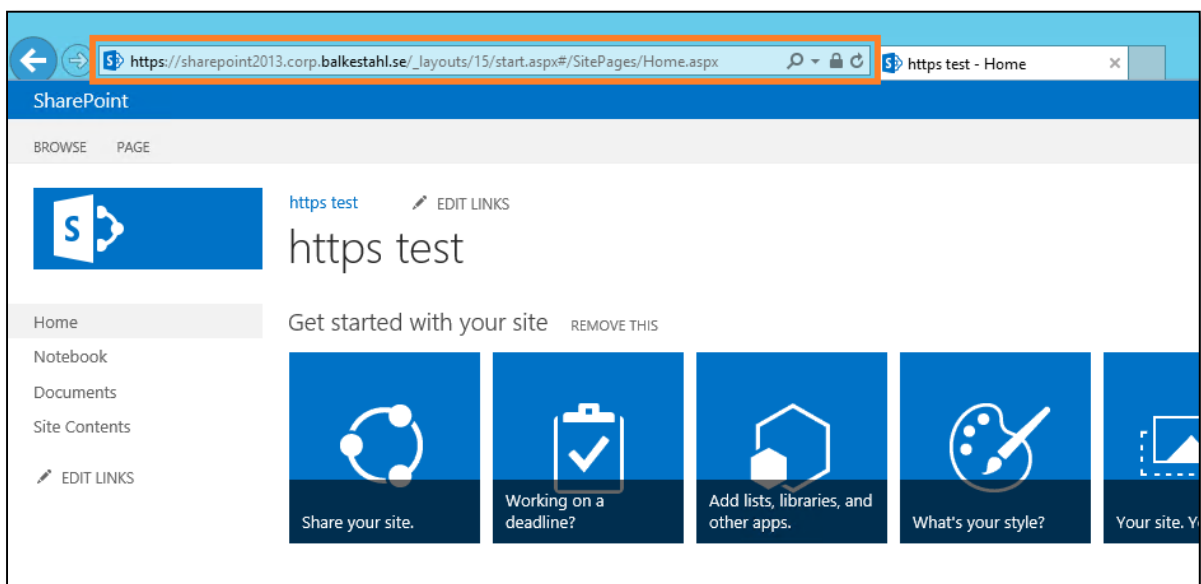 https://sharepoint2013.corp.balkestahl.se/_layouts/15/start.aspx#/SitePages/Home.aspx
https test - Home
SharePoint
BROWSE PAGE
S
https test EDIT LINKS
https test
Home
Notebook
Documents
Site Contents
EDIT LINKS
Get started with your site REMOVE THIS
Share your site.
Working on a
deadline?
Add lists, libraries, and
other apps.
What's your style?
Your site. Y